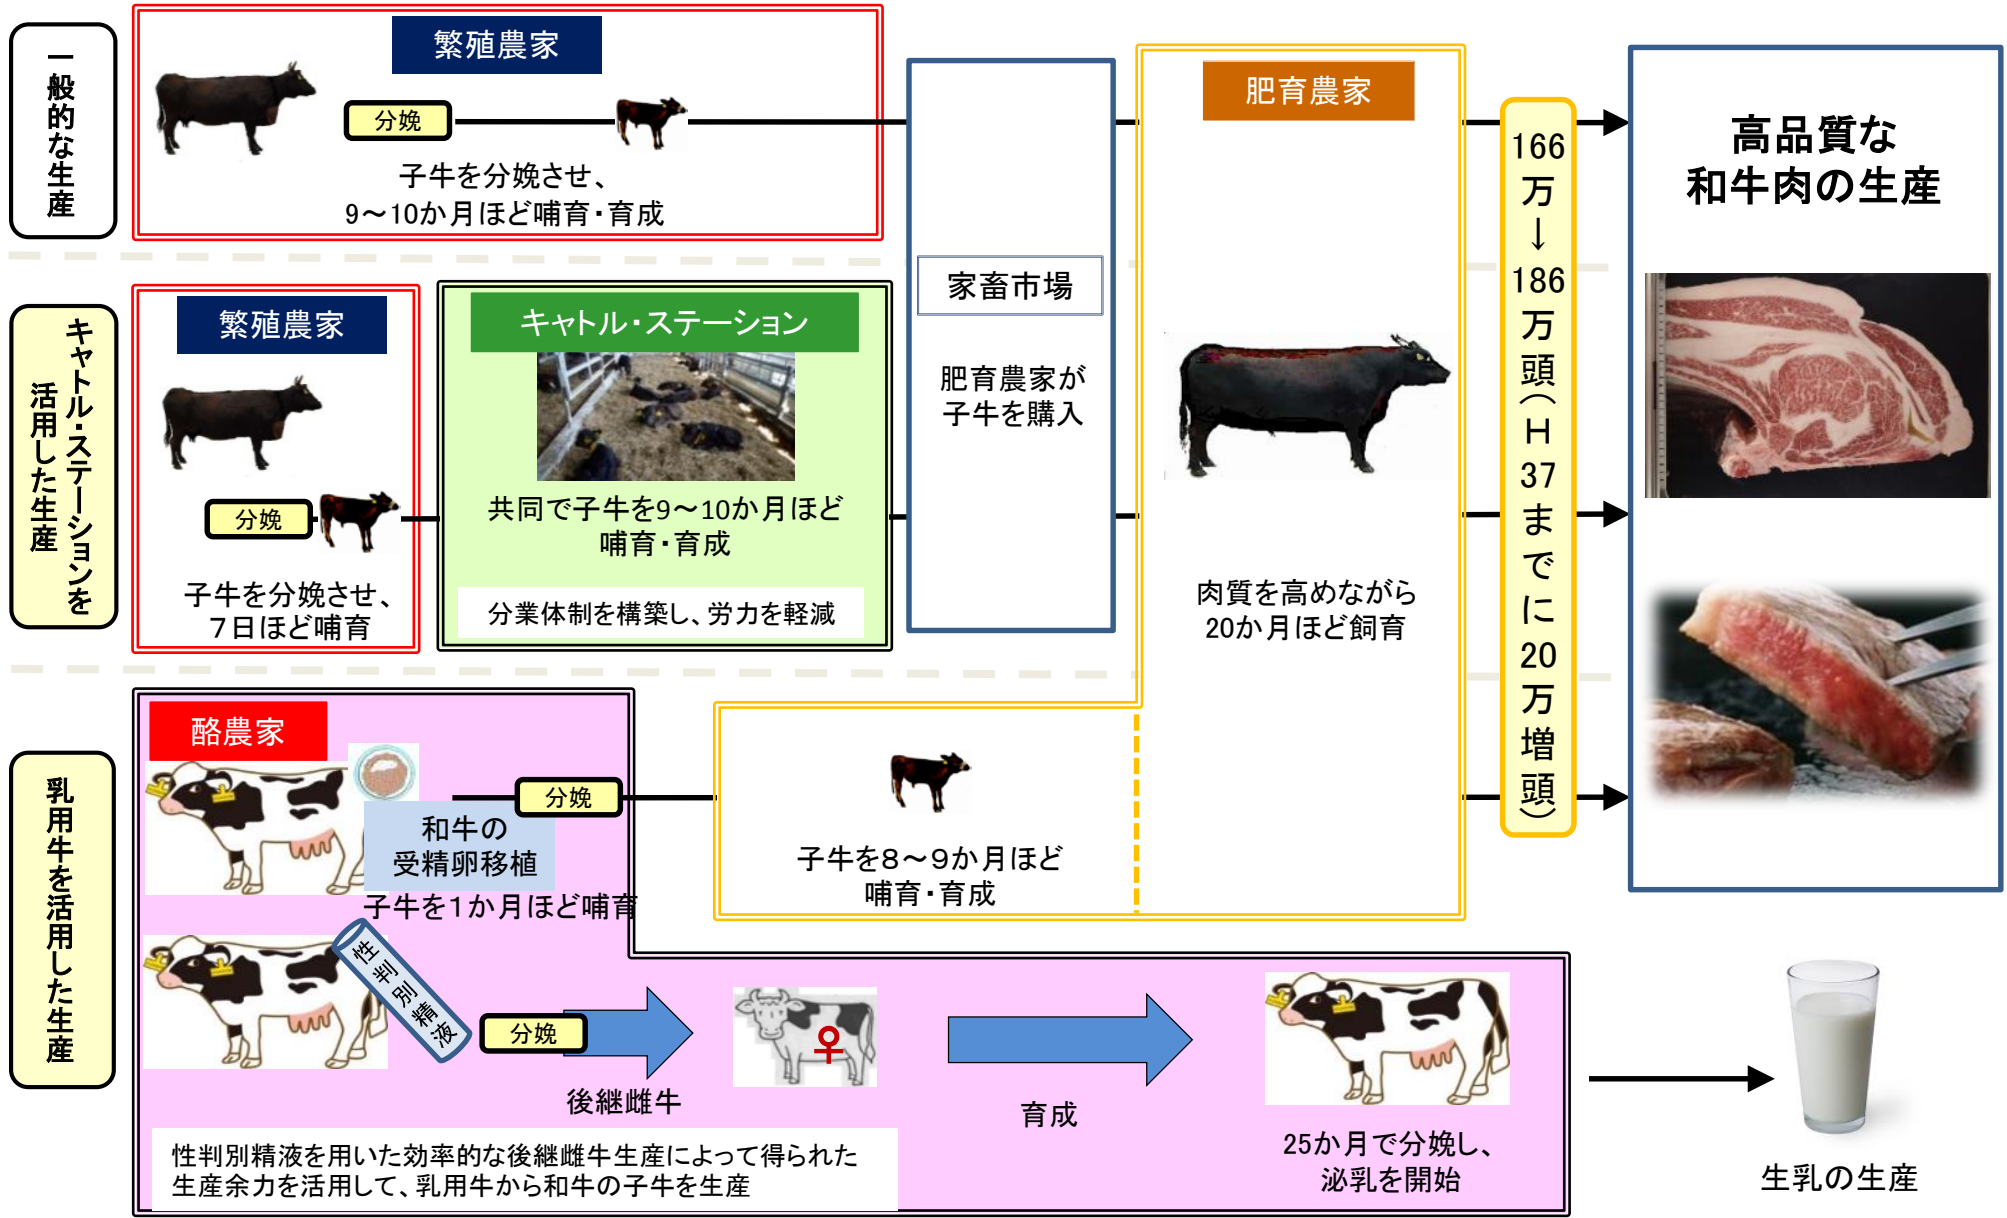 一般的な生産
繁殖農家
分娩
子牛を分娩させ、
9～10か月ほど哺育・育成
キャトル・ステーションを
活用した生産
繁殖農家
分娩
子牛を分娩させ、
７日ほど哺育
キャトル・ステーション
共同で子牛を9～10か月ほど
哺育・育成
分業体制を構築し、労力を軽減
家畜市場
肥育農家が
子牛を購入
肥育農家
肉質を高めながら
20か月ほど飼育
166万→186万頭（H37までに20万増頭）
高品質な
和牛肉の生産
乳用牛を活用した生産
酪農家
和牛の
受精卵移植
分娩
子牛を１か月ほど哺育
子牛を８～９か月ほど
哺育・育成
性判別精液
分娩
後継雌牛
♀
育成
25か月で分娩し、
泌乳を開始
性判別精液を用いた効率的な後継雌牛生産によって得られた
生産余力を活用して、乳用牛から和牛の子牛を生産
生乳の生産